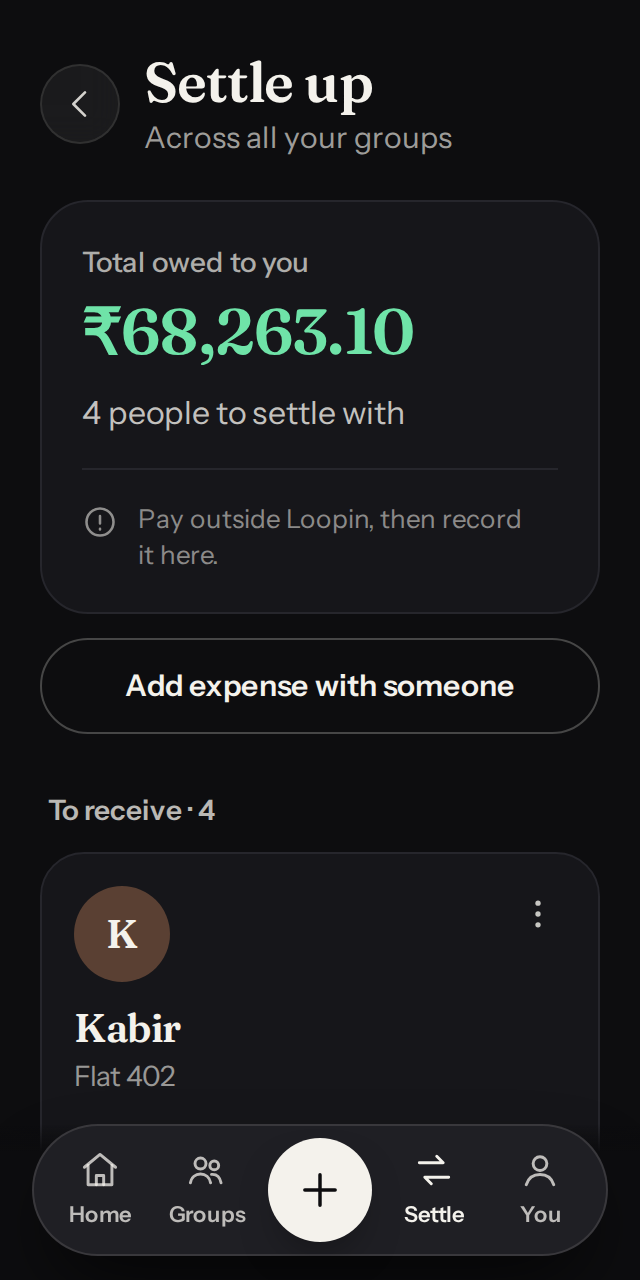 Settle up
Across all your groups
Total owed to you
₹68,263.10
4 people to settle with
Pay outside Loopin, then record
it here.
Add expense with someone
To receive · 4
K
Kabir
Flat 402
Home
Groups
Settle
You